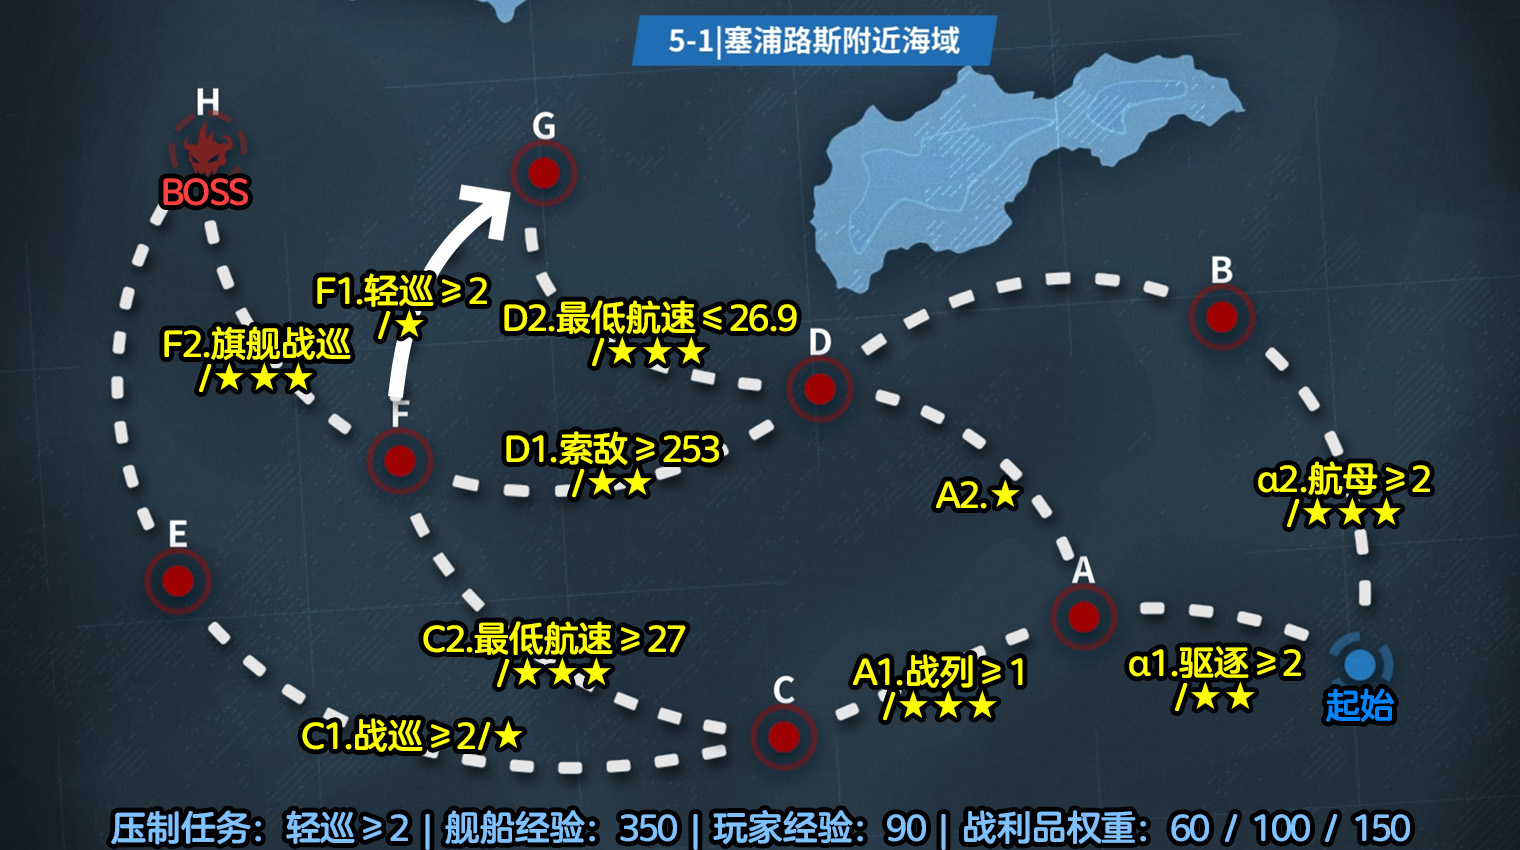 5-1|塞浦路斯附近海域
H
BOSS
G
B
F1.轻巡≥2
/★
D2.最低航速≤26.9
/★★★
F2.旗舰战巡
/★★★
D
F
D1.索敌≥253
/★★
A2.★
α2.航母≥2
/★★★
E
A
C2.最低航速≥27
/★★★
A1.战列≥1
/★★★
α1.驱逐≥2
/★★
起始
C
C1.战巡≥2/★
压制任务：轻巡≥2 | 舰船经验：350 | 玩家经验：90 | 战利品权重：60 / 100 / 150